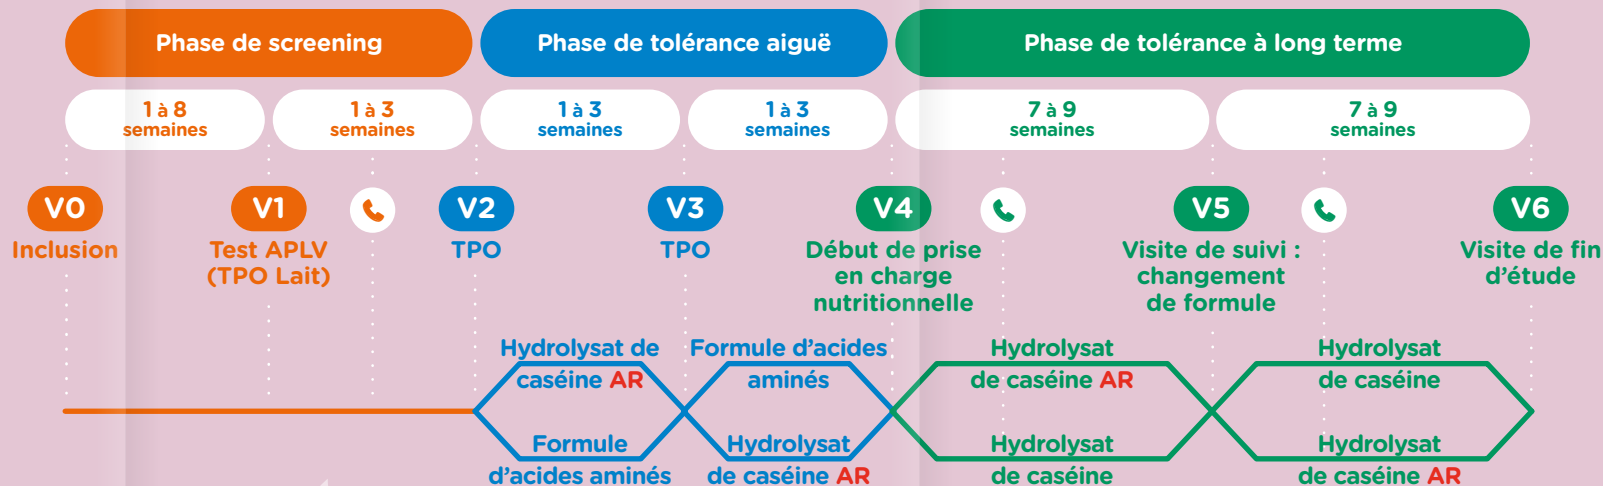 Phase de screening
Phase de tolérance aiguë
Phase de tolérance à long terme
1 à 8
semaines
1 à 3
semaines
1 à 3
semaines
1 à 3
semaines
7 à 9
semaines
7 à 9
semaines
V0
Inclusion
V1
Test APLV
(TPO Lait)
V2
TPO
V3
TPO
V4
Début de prise
en charge
nutritionnelle
V5
Visite de suivi :
changement
de formule
V6
Visite de fin
d’étude
Hydrolysat de
caséine AR
Formule d’acides
aminés
Hydrolysat
de caséine AR
Hydrolysat
de caséine
Formule
d’acides aminés
Hydrolysat
de caséine AR
Hydrolysat
de caséine
Hydrolysat
de caséine AR